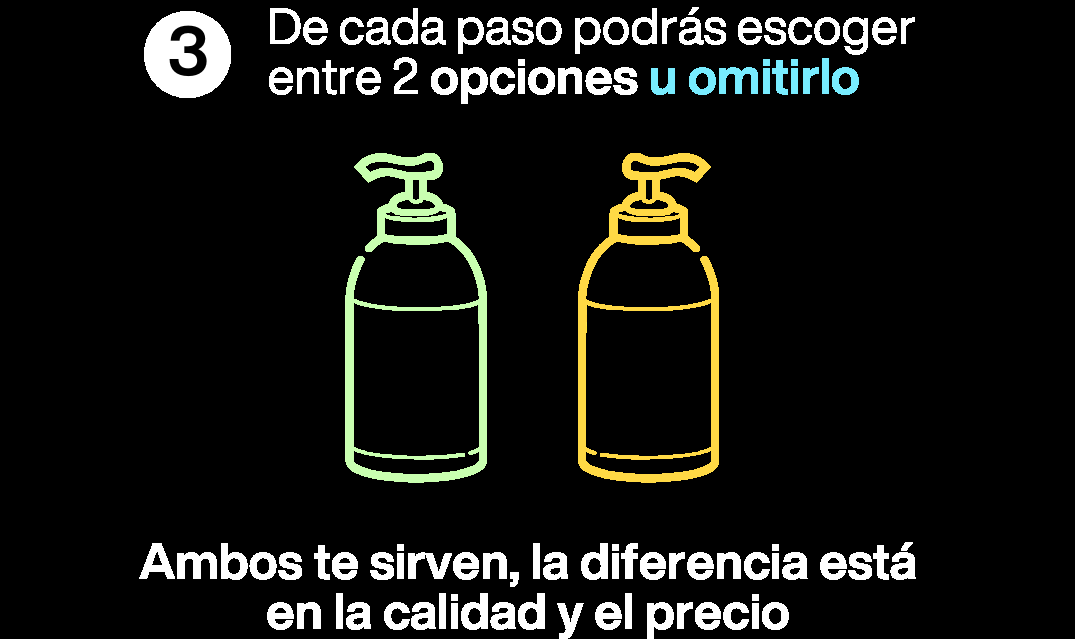 3
De cada paso podrás escoger
entre 2 opciones u omitirlo
Ambos te sirven, la diferencia está
en la calidad y el precio